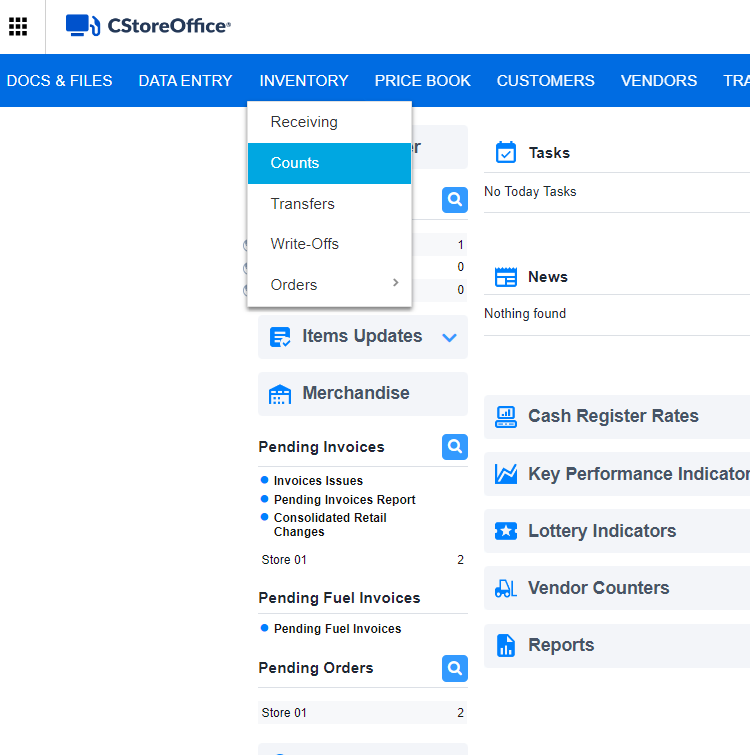 CStoreOffice®
DOCS & FILES DATA ENTRY INVENTORY PRICE BOOK CUSTOMERS VENDORS
Receiving
Counts
Transfers
Write-Offs
Orders
1
0
0
Items Updates
Merchandise
Pending Invoices
Invoices Issues
Pending Invoices Report
Consolidated Retail
Changes
Store 01 2
Pending Fuel Invoices
Pending Fuel Invoices
Pending Orders
Store 01 2
Tasks
No Today Tasks
News
Nothing found
Cash Register Rates
Key Performance Indicator
Lottery Indicators
Vendor Counters
Reports